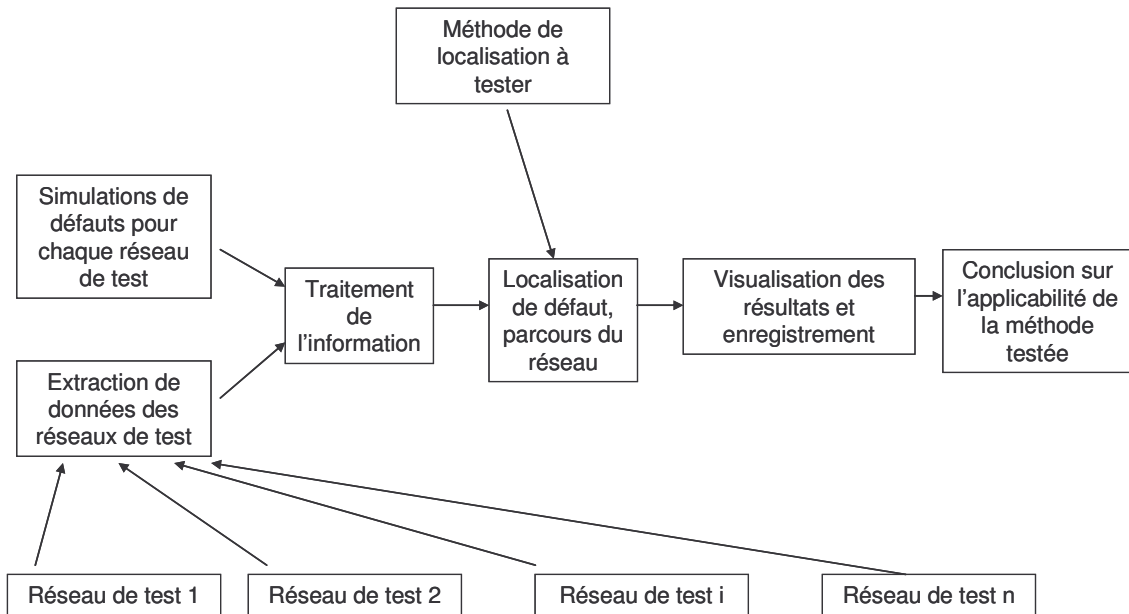 Méthode de
localisation à
tester
Simulations de
défauts pour
chaque réseau
de test
Traitement
de
l'information
Localisation
de défaut,
parcours du
réseau
Visualisation des
résultats et
enregistrement
Conclusion sur
l'applicabilité de
la méthode
testée
Extraction de
données des
réseaux de test
Réseau de test 1
Réseau de test 2
Réseau de test i
Réseau de test n